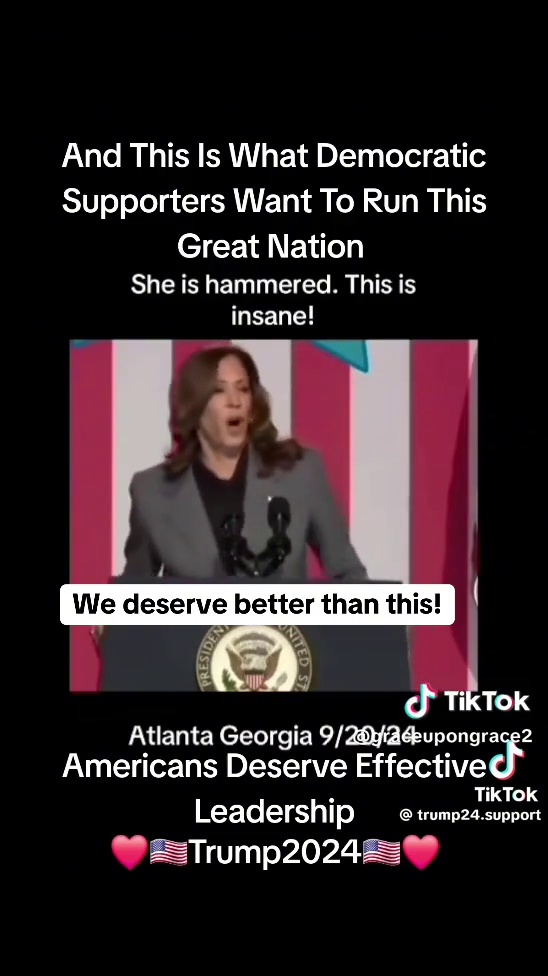 And This Is What Democratic
Supporters Want To Run This
Great Nation
She is hammered. This is
insane!
We deserve better than this!
PRESIDENT
UNITED S
TikTok
Atlanta Georgia 9/20/24
@graceupongrace2
Americans Deserve Effective
TikTok
Leadership
@ trump24.support
❤️🇺🇸Trump2024🇺🇸❤️